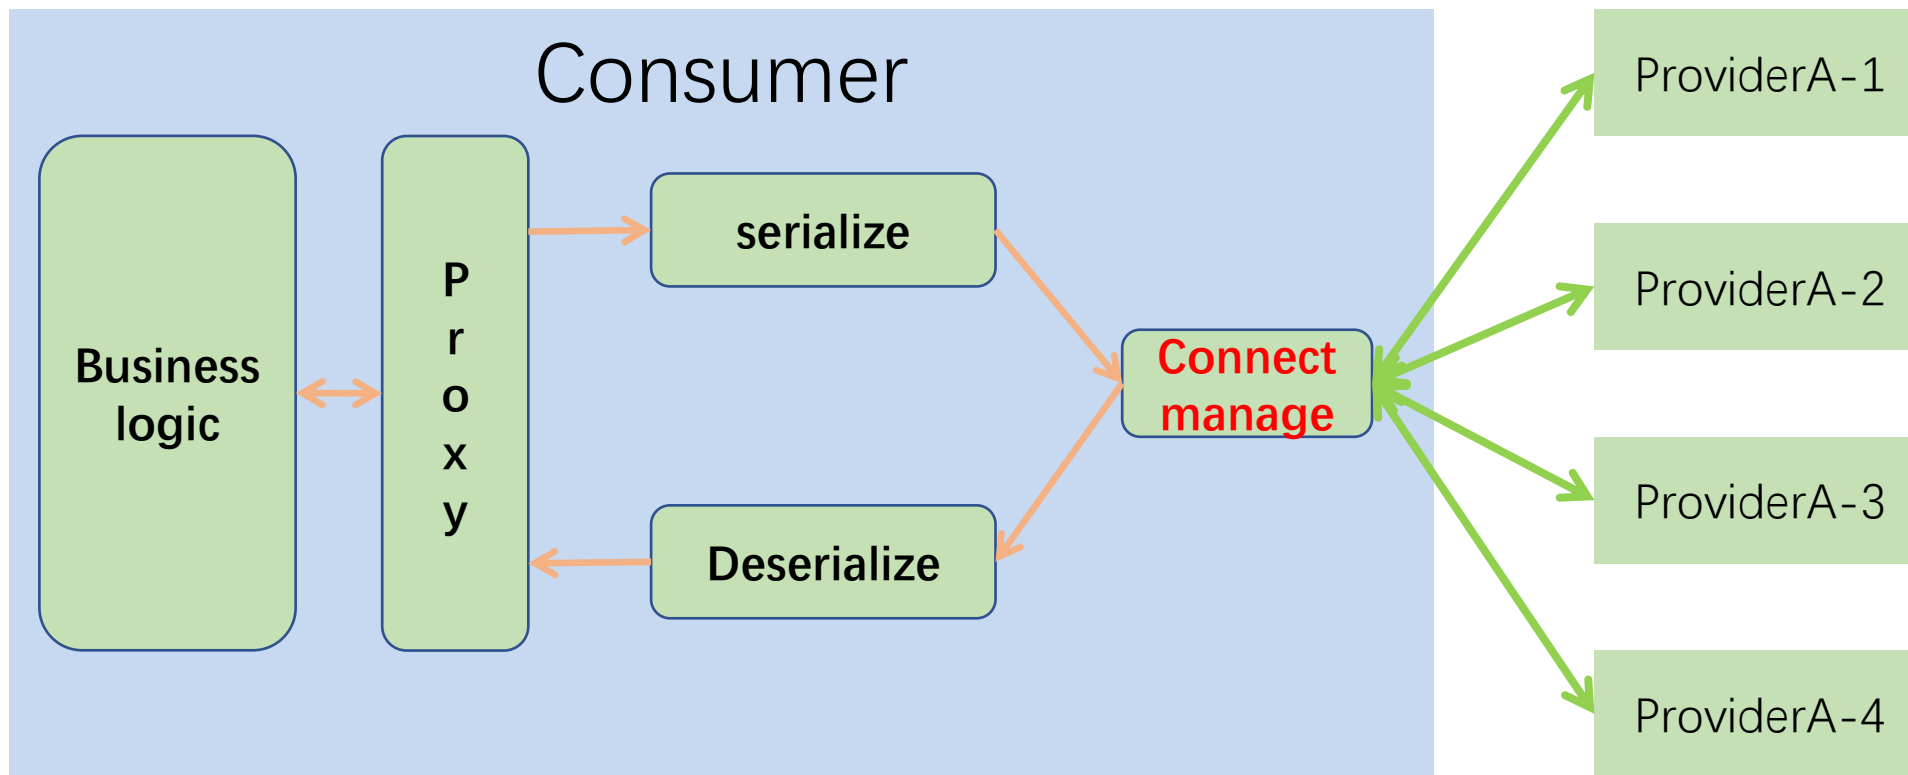 Consumer
Business
logic
P
r
o
x
y
serialize
Deserialize
Connect
manage
ProviderA-1
ProviderA-2
ProviderA-3
ProviderA-4